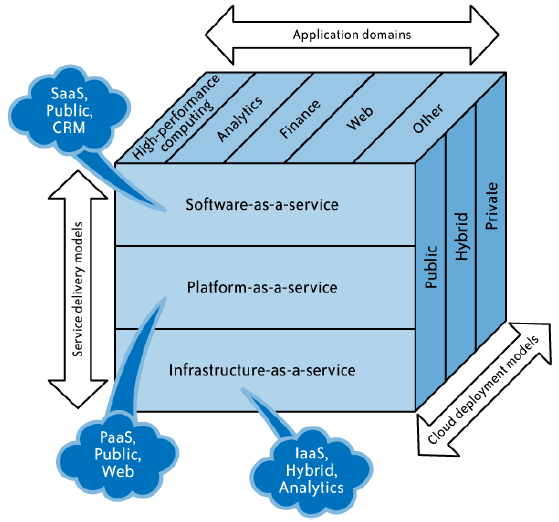 Application domains
SaaS,
Public,
CRM
High-performance
computing
Analytics
Finance
Web
Other
Service delivery models
Software-as-a-service
Platform-as-a-service
Infrastructure-as-a-service
Public
Hybrid
Private
Cloud deployment models
PaaS,
Public,
Web
IaaS,
Hybrid,
Analytics